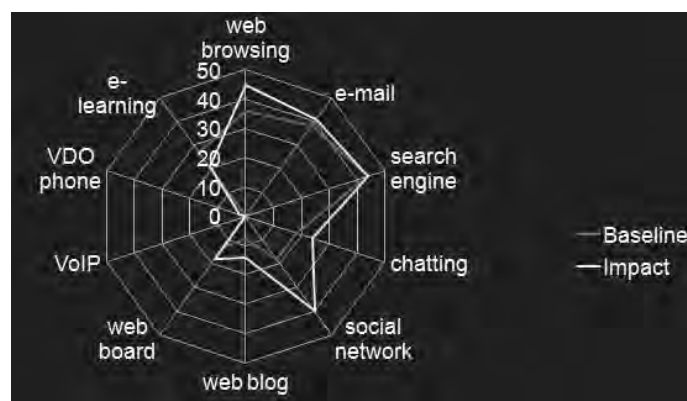 web
browsing
50
40
30
20
10
0
e-mail
search
engine
chatting
social
network
web blog
web
board
VoIP
VDO
phone
e-
learning
Baseline
Impact